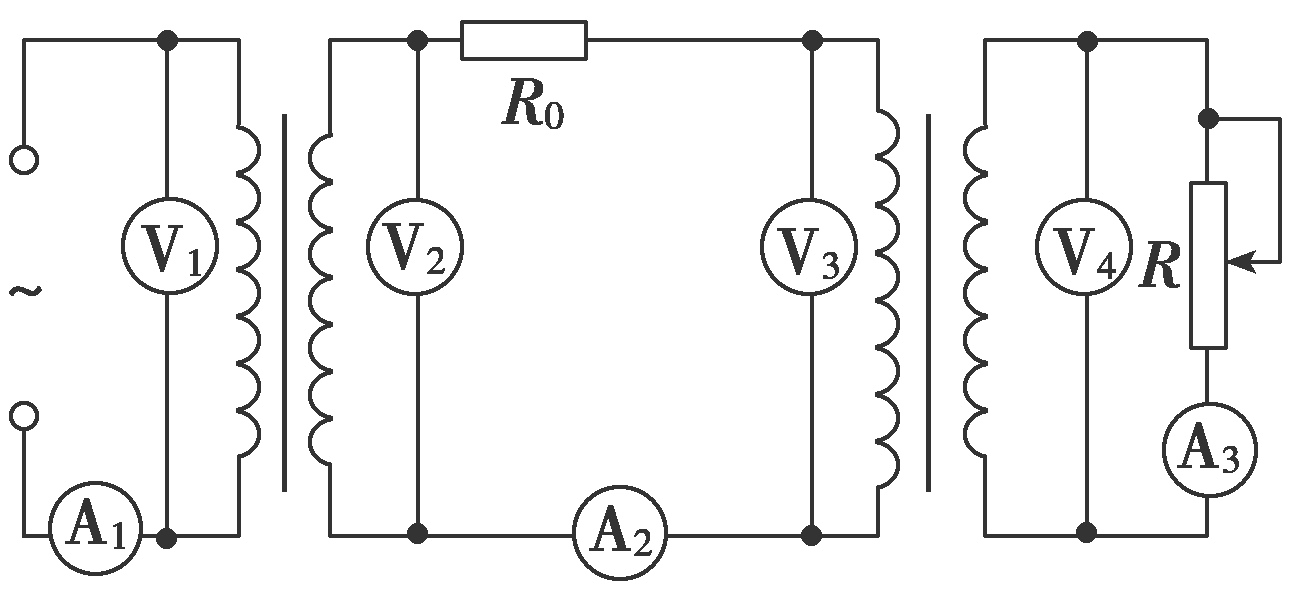 R₀
V₁
V₂
V₃
V₄
R
~
A₃
A₁
A₂